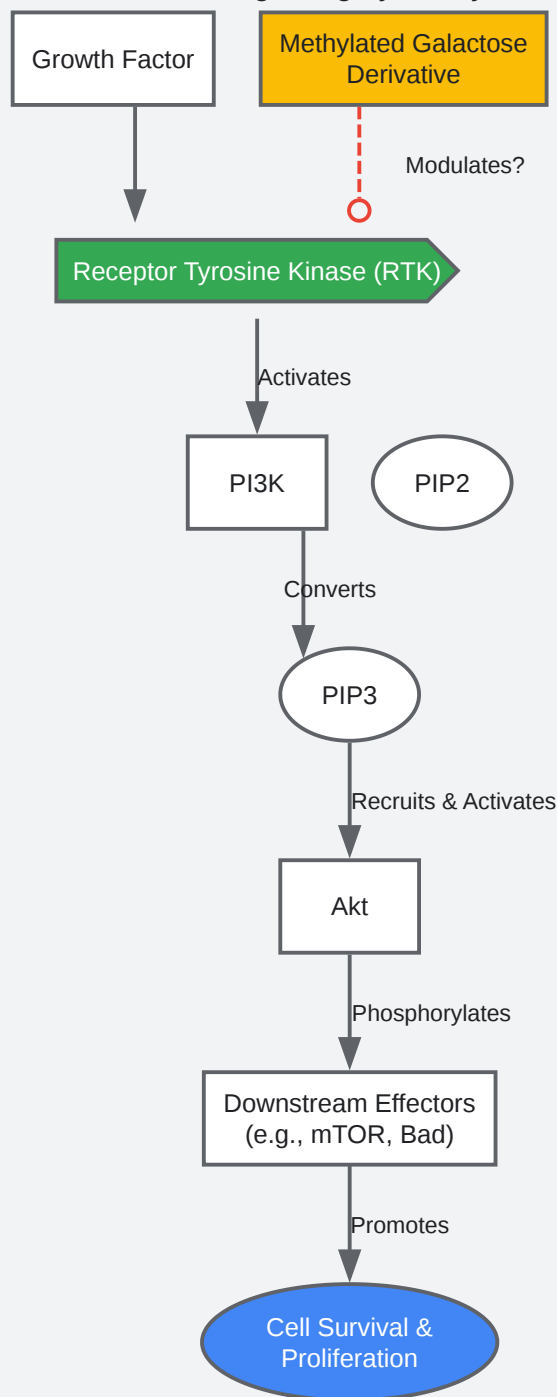 Growth Factor
Methylated Galactose
Derivative
Modulates?
Receptor Tyrosine Kinase (RTK)
Activates
PI3K
PIP2
Converts
PIP3
Recruits & Activates
Akt
Phosphorylates
Downstream Effectors
(e.g., mTOR, Bad)
Promotes
Cell Survival &
Proliferation